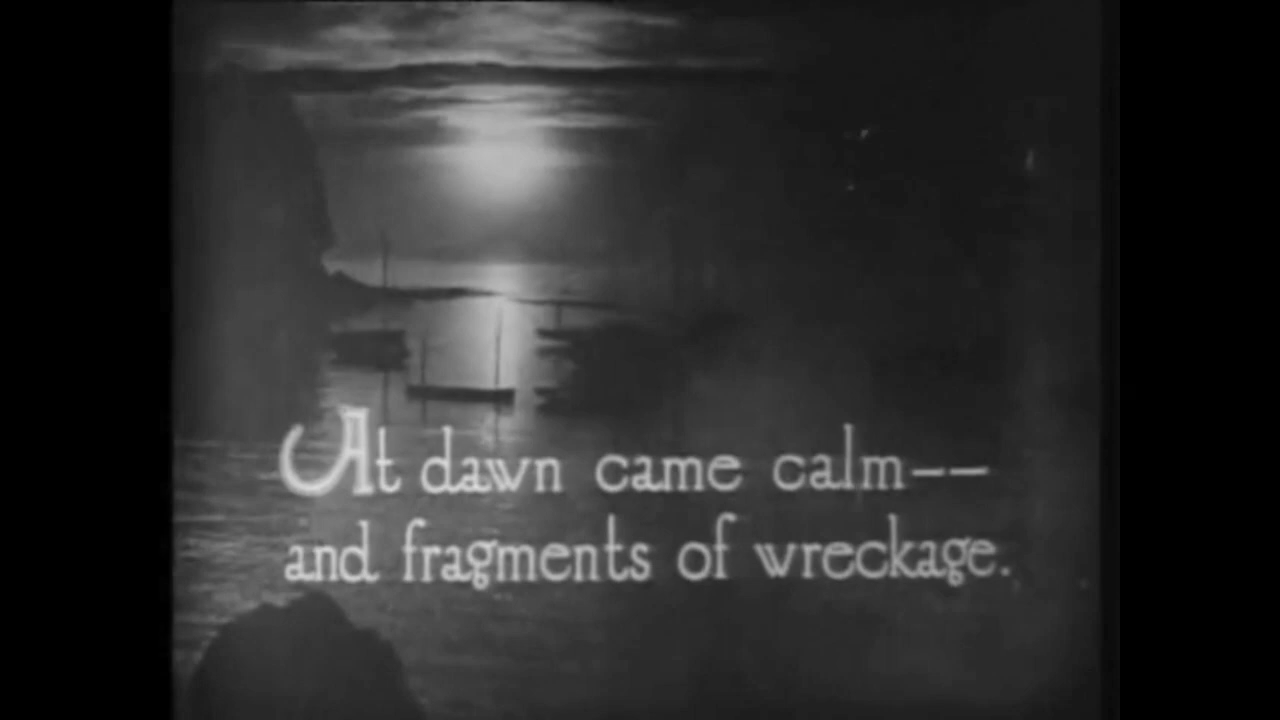 At dawn came calm——
and fragments of wreckage.